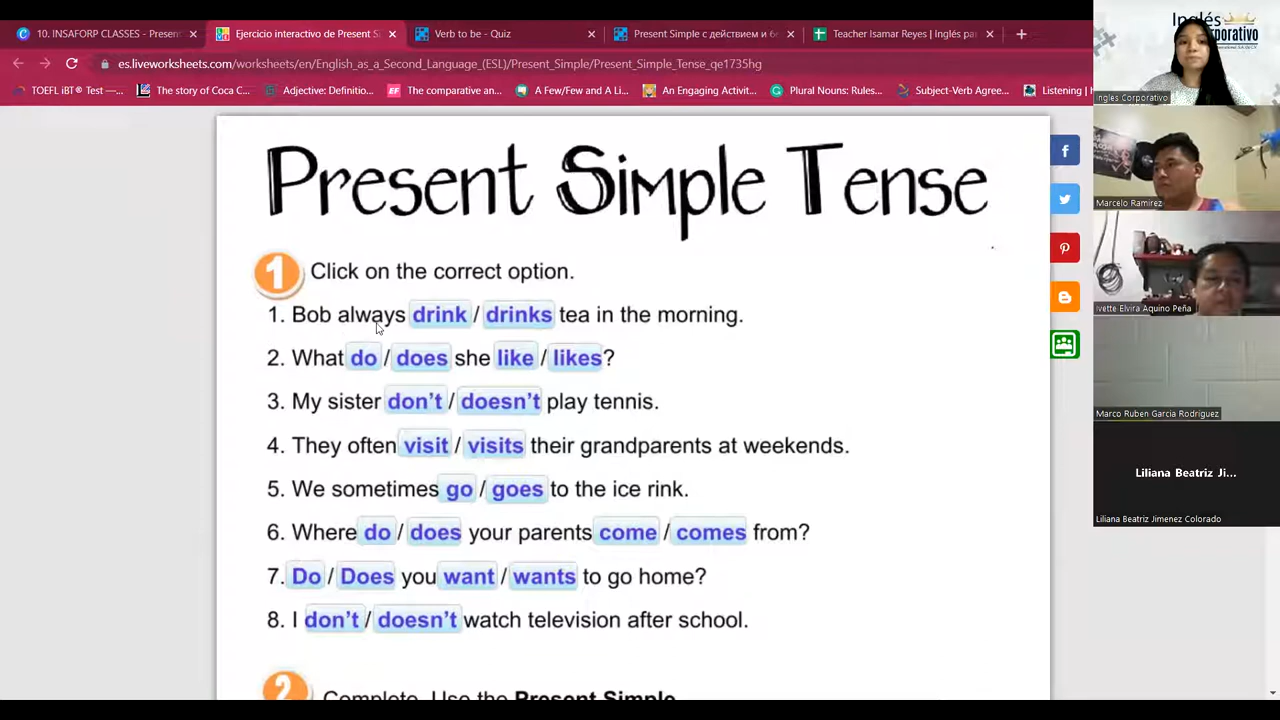 10. INSAFORP CLASSES - Present
Ejercicio interactivo de Present S
Verb to be - Quiz
Present Simple с действием и б
Teacher Isamar Reyes | Inglés pa
es.liveworksheets.com/worksheets/en/English_as_a_Second_Language_(ESL)/Present_Simple/Present_Simple_Tense_qe1735hg
TOEFL iBT® Test —...
The story of Coca C...
Adjective: Definitio...
The comparative an...
A Few/Few and A Li...
An Engaging Activit...
Plural Nouns: Rules...
Subject-Verb Agree...
Listening |
Present Simple Tense
1 Click on the correct option.
1. Bob always drink / drinks tea in the morning.
2. What do / does she like / likes?
3. My sister don't / doesn't play tennis.
4. They often visit / visits their grandparents at weekends.
5. We sometimes go / goes to the ice rink.
6. Where do / does your parents come / comes from?
7. Do / Does you want / wants to go home?
8. I don't / doesn't watch television after school.
2 Complete. Use the Present Simple
Inglés
Ingles Corporativo
Marcelo Ramirez
Ivette Elvira Aquino Peña
Marco Ruben Garcia Rodriguez
Liliana Beatriz Ji...
Liliana Beatriz Jimenez Colorado